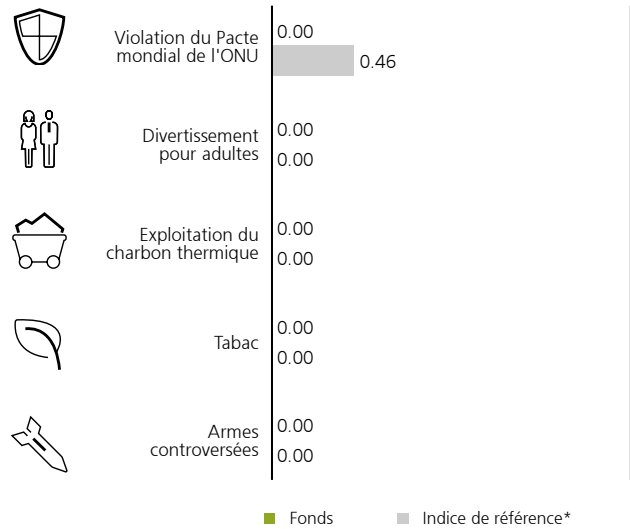 Violation du Pacte
mondial de l'ONU
0.00
0.46
Divertissement
pour adultes
0.00
0.00
Exploitation du
charbon thermique
0.00
0.00
Tabac
0.00
0.00
Armes
controversées
0.00
0.00
Fonds
Indice de référence*